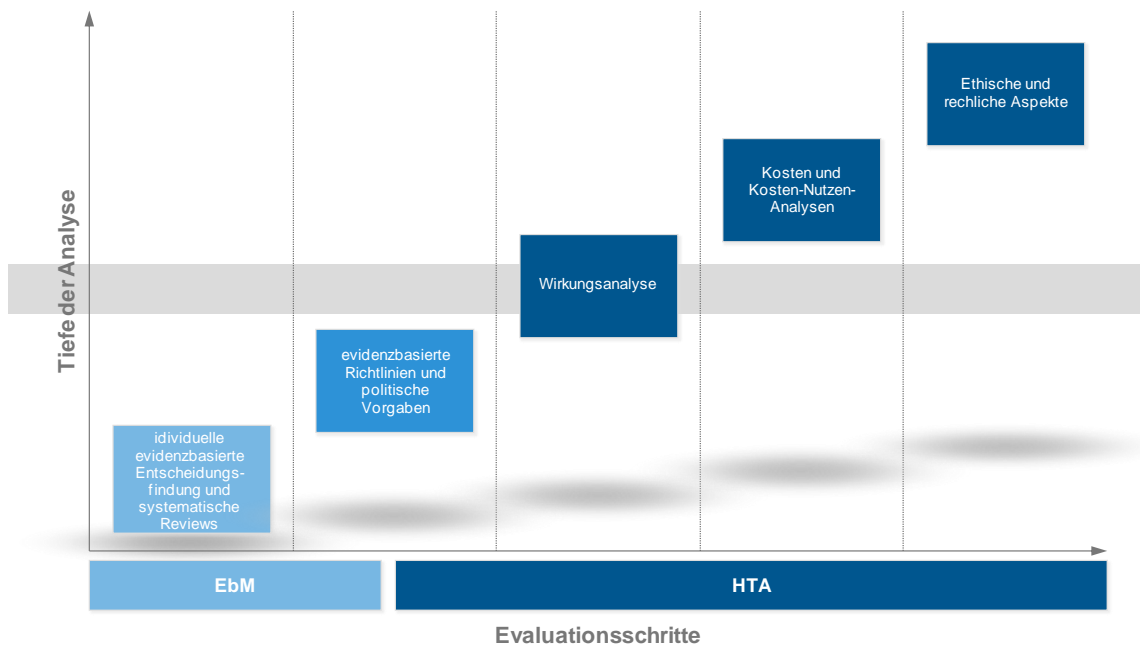 Tiefe der Analyse
Ethische und
rechliche Aspekte
Kosten und
Kosten-Nutzen-
Analysen
Wirkungsanalyse
evidenzbasierte
Richtlinien und
politische
Vorgaben
idividuelle
evidenzbasierte
Entscheidungs-
findung und
systematische
Reviews
EbM
HTA
Evaluationsschritte